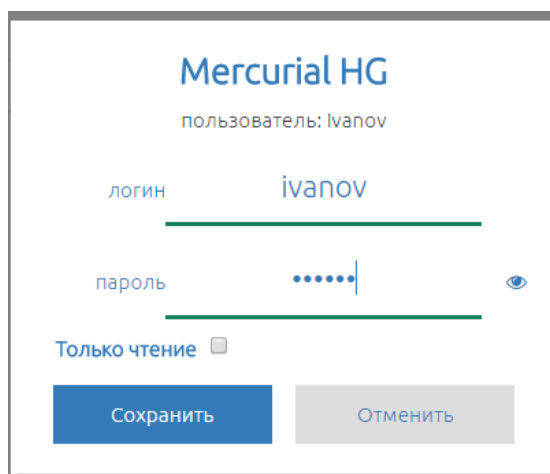 Mercurial HG
пользователь: Ivanov
логин ivanov
пароль ••••••
Только чтение
Сохранить Отменить